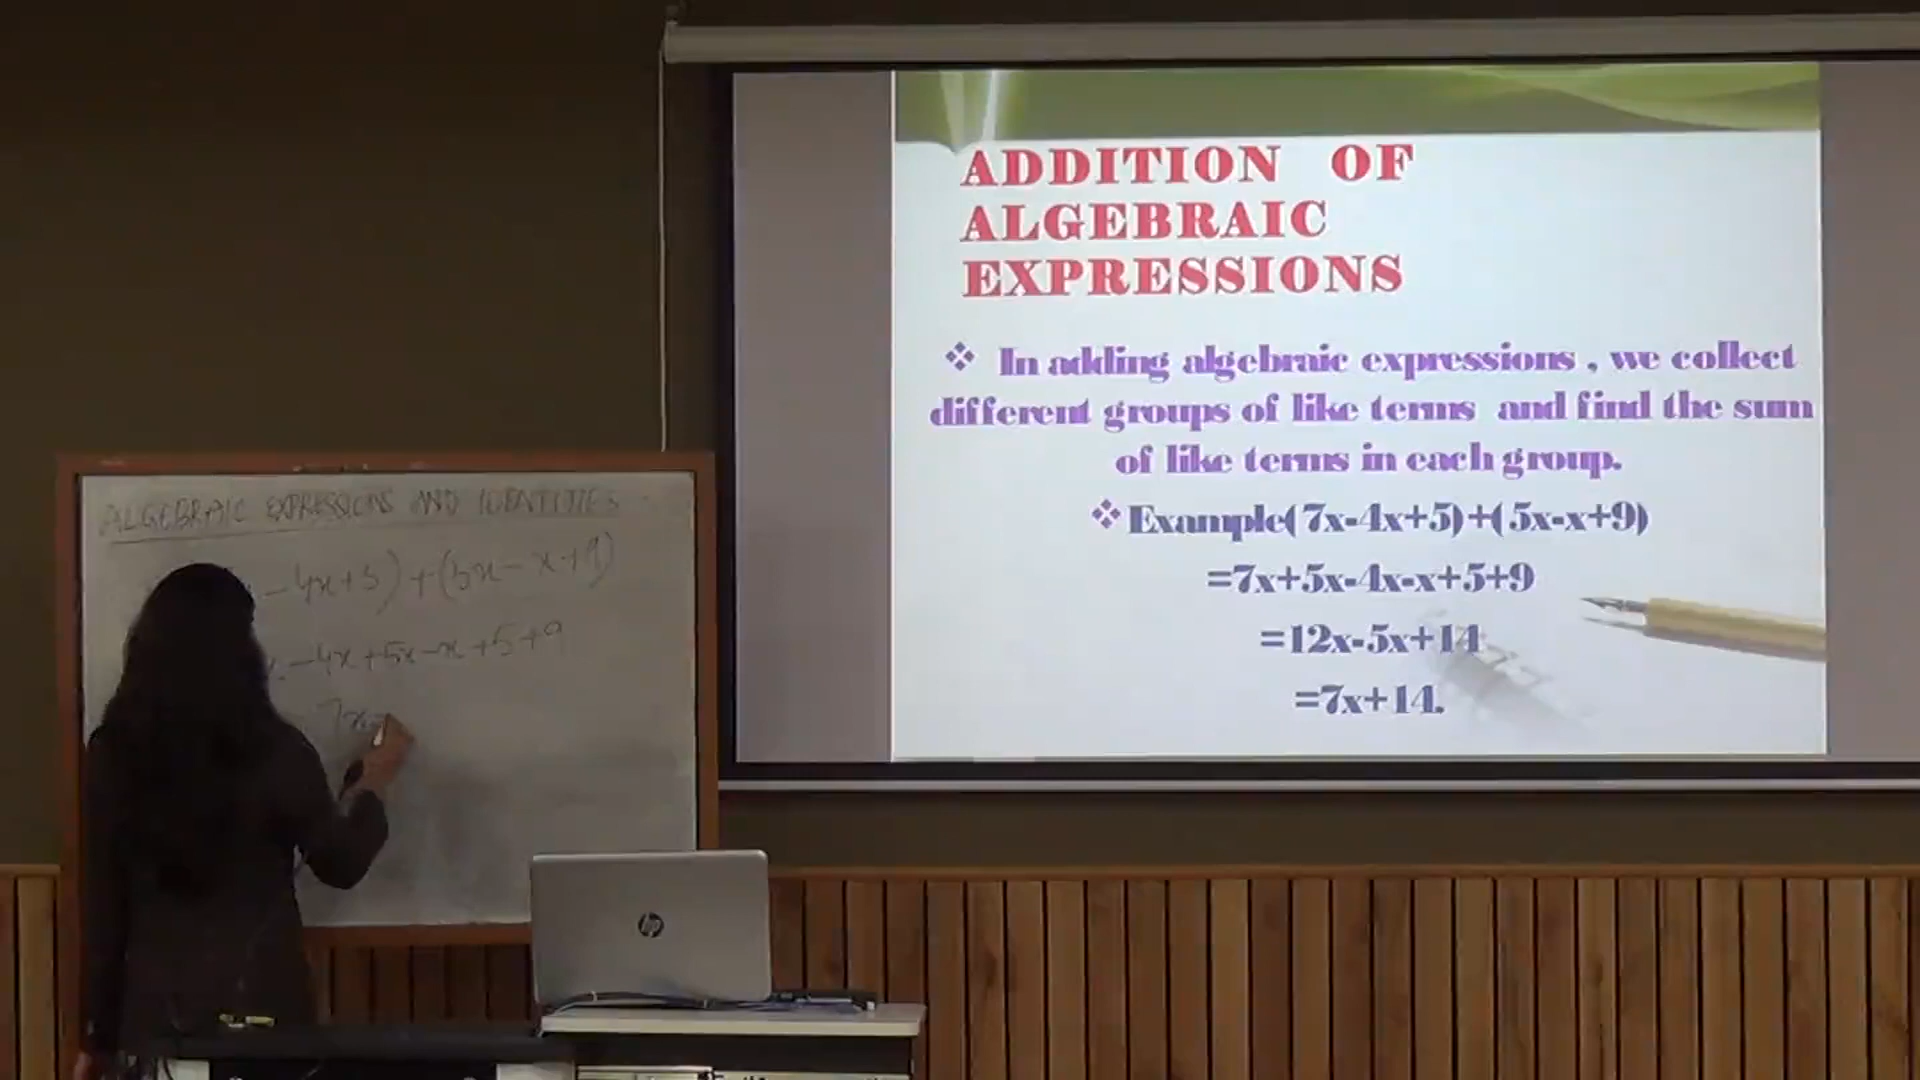 ADDITION OF
ALGEBRAIC
EXPRESSIONS
❖ In adding algebraic expressions , we collect
different groups of like terms and find the sum
of like terms in each group.
❖Example(7x-4x+5)+(5x-x+9)
=7x+5x-4x-x+5+9
=12x-5x+14
=7x+14.
ALGEBRAIC EXPRESSIONS AND IDENTITIES
- 4x+5)+(5x-x+9)
-4x+5x-x+5+9
7x
hp